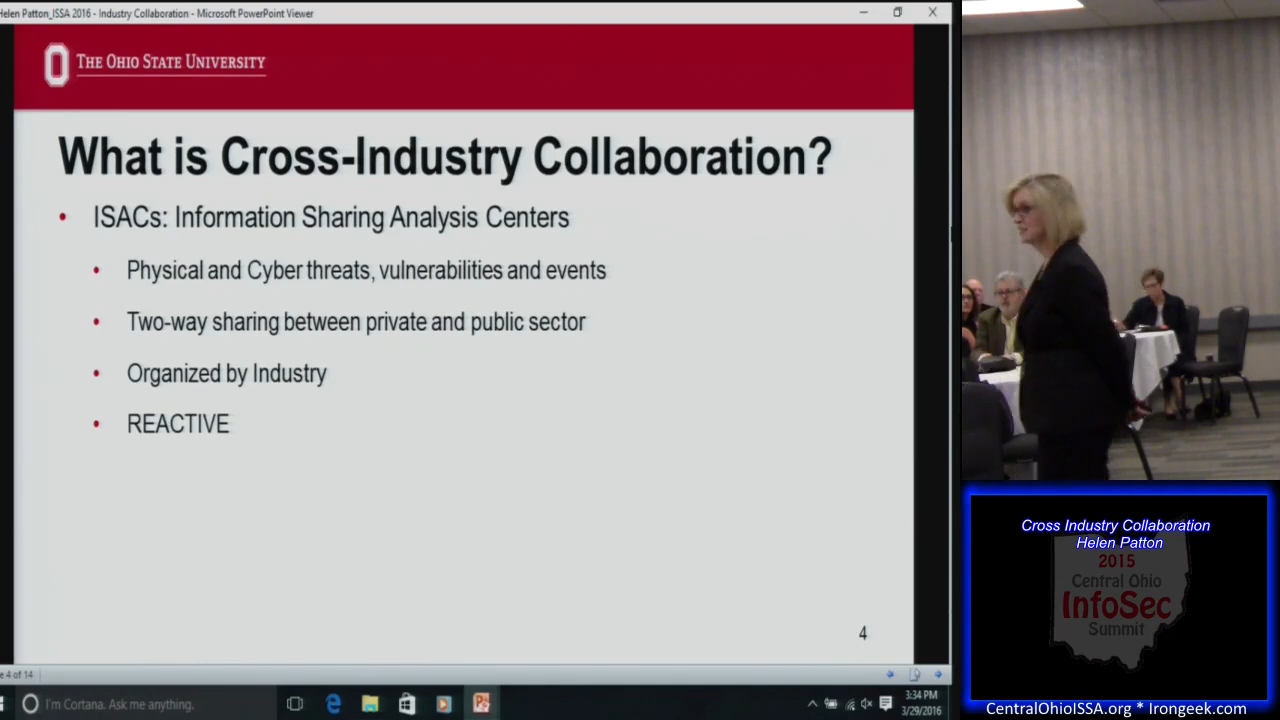 Helen Patton_ISSA 2016 - Industry Collaboration - Microsoft PowerPoint Viewer
THE OHIO STATE UNIVERSITY
What is Cross-Industry Collaboration?
• ISACs: Information Sharing Analysis Centers
• Physical and Cyber threats, vulnerabilities and events
• Two-way sharing between private and public sector
• Organized by Industry
• REACTIVE
4
e 4 of 14
I'm Cortana. Ask me anything.
3:34 PM
3/29/2016
Cross Industry Collaboration
Helen Patton
2015
Central Ohio
InfoSec
Summit
CentralOhioISSA.org * Irongeek.com